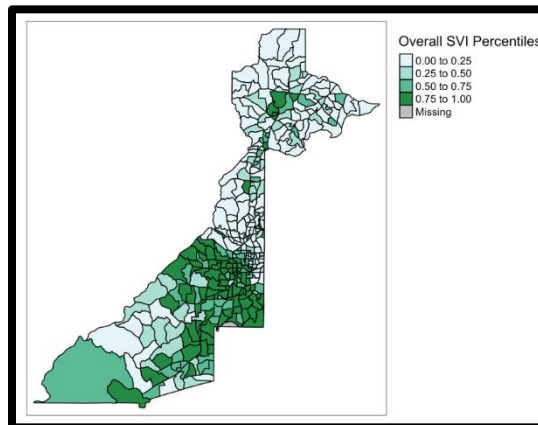 Overall SVI Percentiles
0.00 to 0.25
0.25 to 0.50
0.50 to 0.75
0.75 to 1.00
Missing